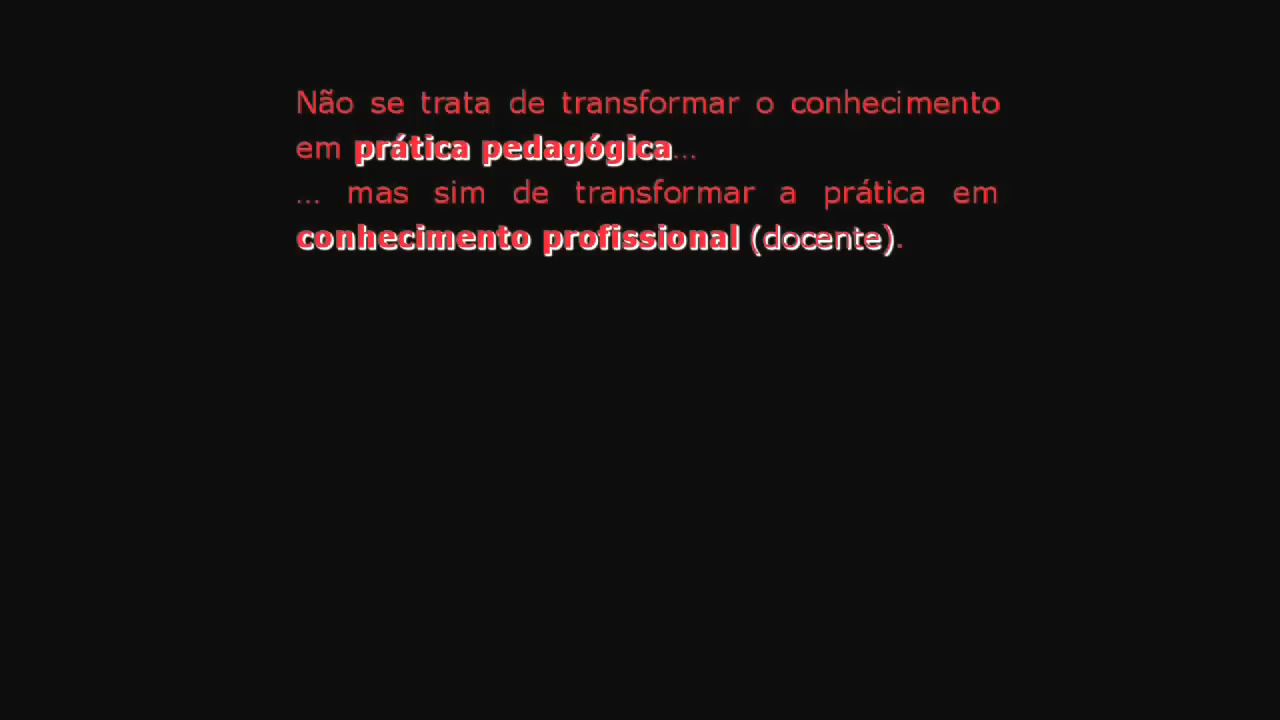 Não se trata de transformar o conhecimento
em prática pedagógica...
... mas sim de transformar a prática em
conhecimento profissional (docente).